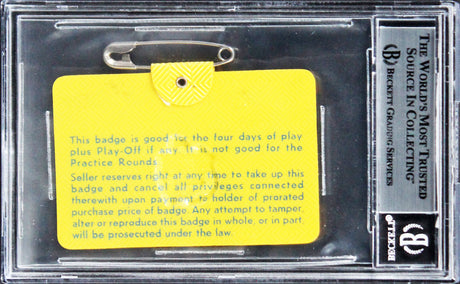 This badge is good for the four days of play
plus Play-Off if any. It is not good for the
Practice Rounds.
Seller reserves right at any time to take up this
badge and cancel all privileges connected
therewith upon payment to holder of prorated
purchase price of badge. Any attempt to tamper,
alter or reproduce this badge in whole, or in part,
will be prosecuted under the law.
THE WORLD'S MOST TRUSTED
SOURCE IN COLLECTING™
BECKETT GRADING SERVICES
BECKETT